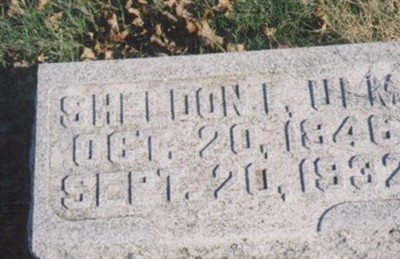 SHELDON L. 
OCT. 20, 1846
SEPT. 20, 1932